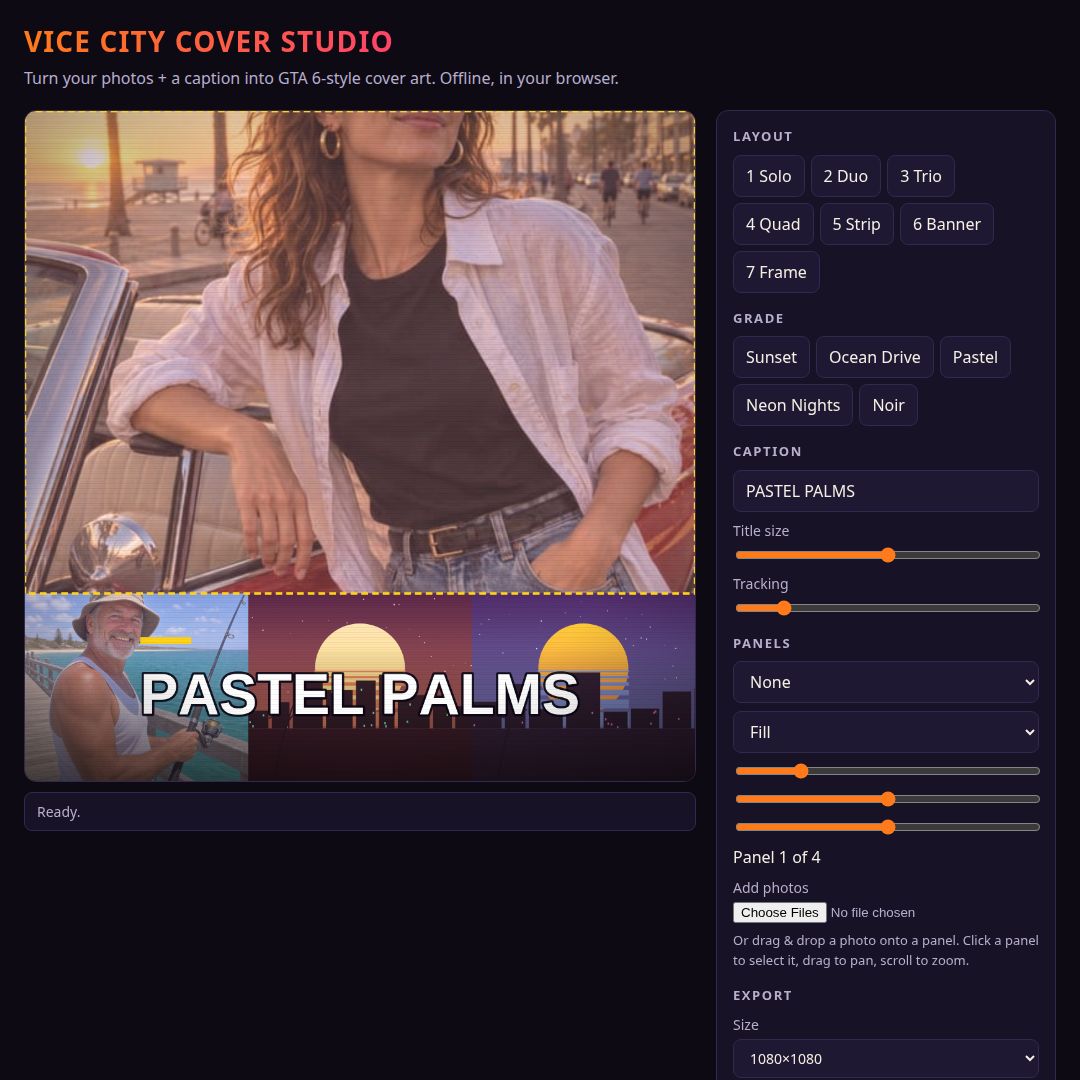 VICE CITY COVER STUDIO
Turn your photos + a caption into GTA 6-style cover art. Offline, in your browser.
PASTEL PALMS
Ready.
LAYOUT
1 Solo
2 Duo
3 Trio
4 Quad
5 Strip
6 Banner
7 Frame
GRADE
Sunset
Ocean Drive
Pastel
Neon Nights
Noir
CAPTION
PASTEL PALMS
Title size
Tracking
PANELS
None
Fill
Panel 1 of 4
Add photos
Choose Files No file chosen
Or drag & drop a photo onto a panel. Click a panel
to select it, drag to pan, scroll to zoom.
EXPORT
Size
1080×1080